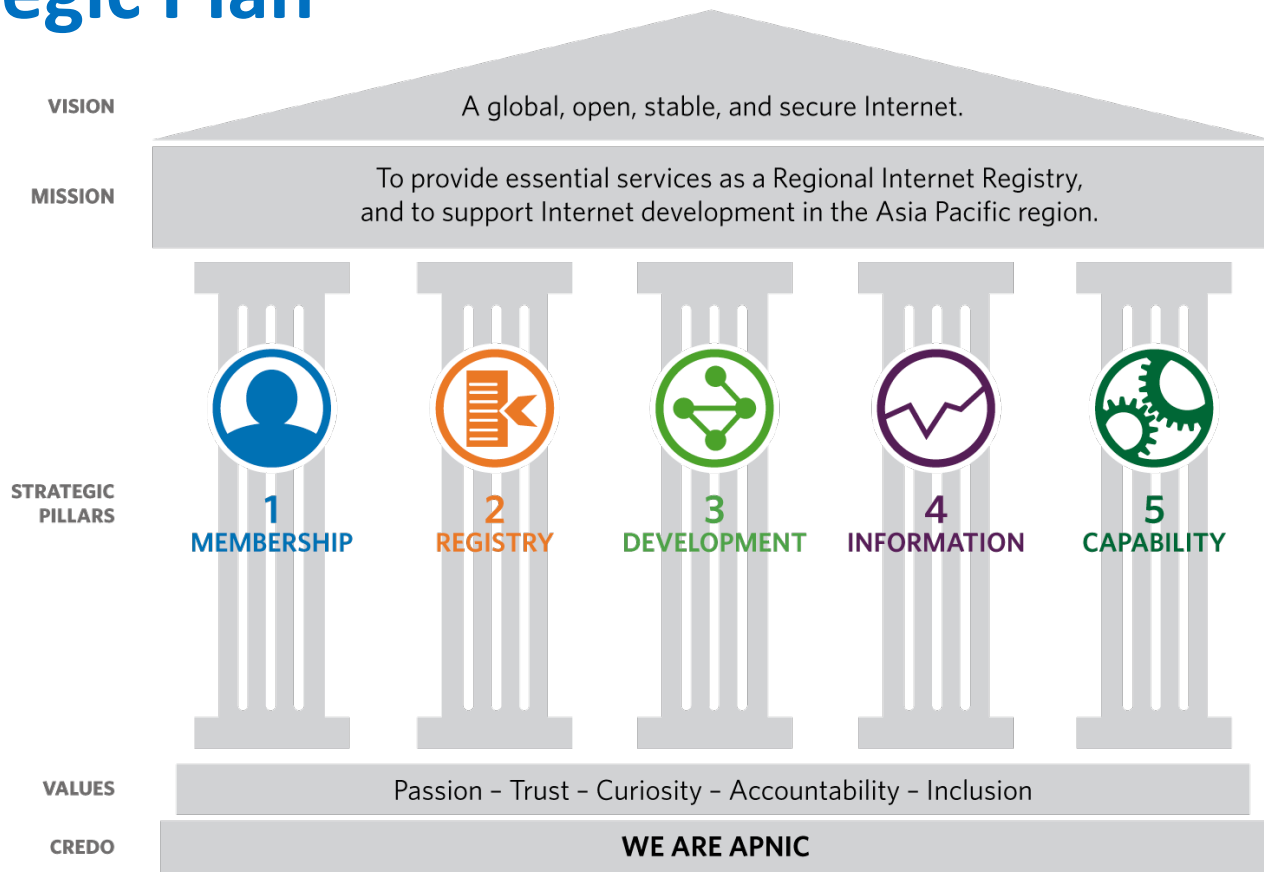 Plan
VISION
A global, open, stable, and secure Internet.
MISSION
To provide essential services as a Regional Internet Registry,
and to support Internet development in the Asia Pacific region.
STRATEGIC
PILLARS
1
MEMBERSHIP
2
REGISTRY
3
DEVELOPMENT
4
INFORMATION
5
CAPABILITY
VALUES
Passion – Trust – Curiosity – Accountability – Inclusion
CREDO
WE ARE APNIC